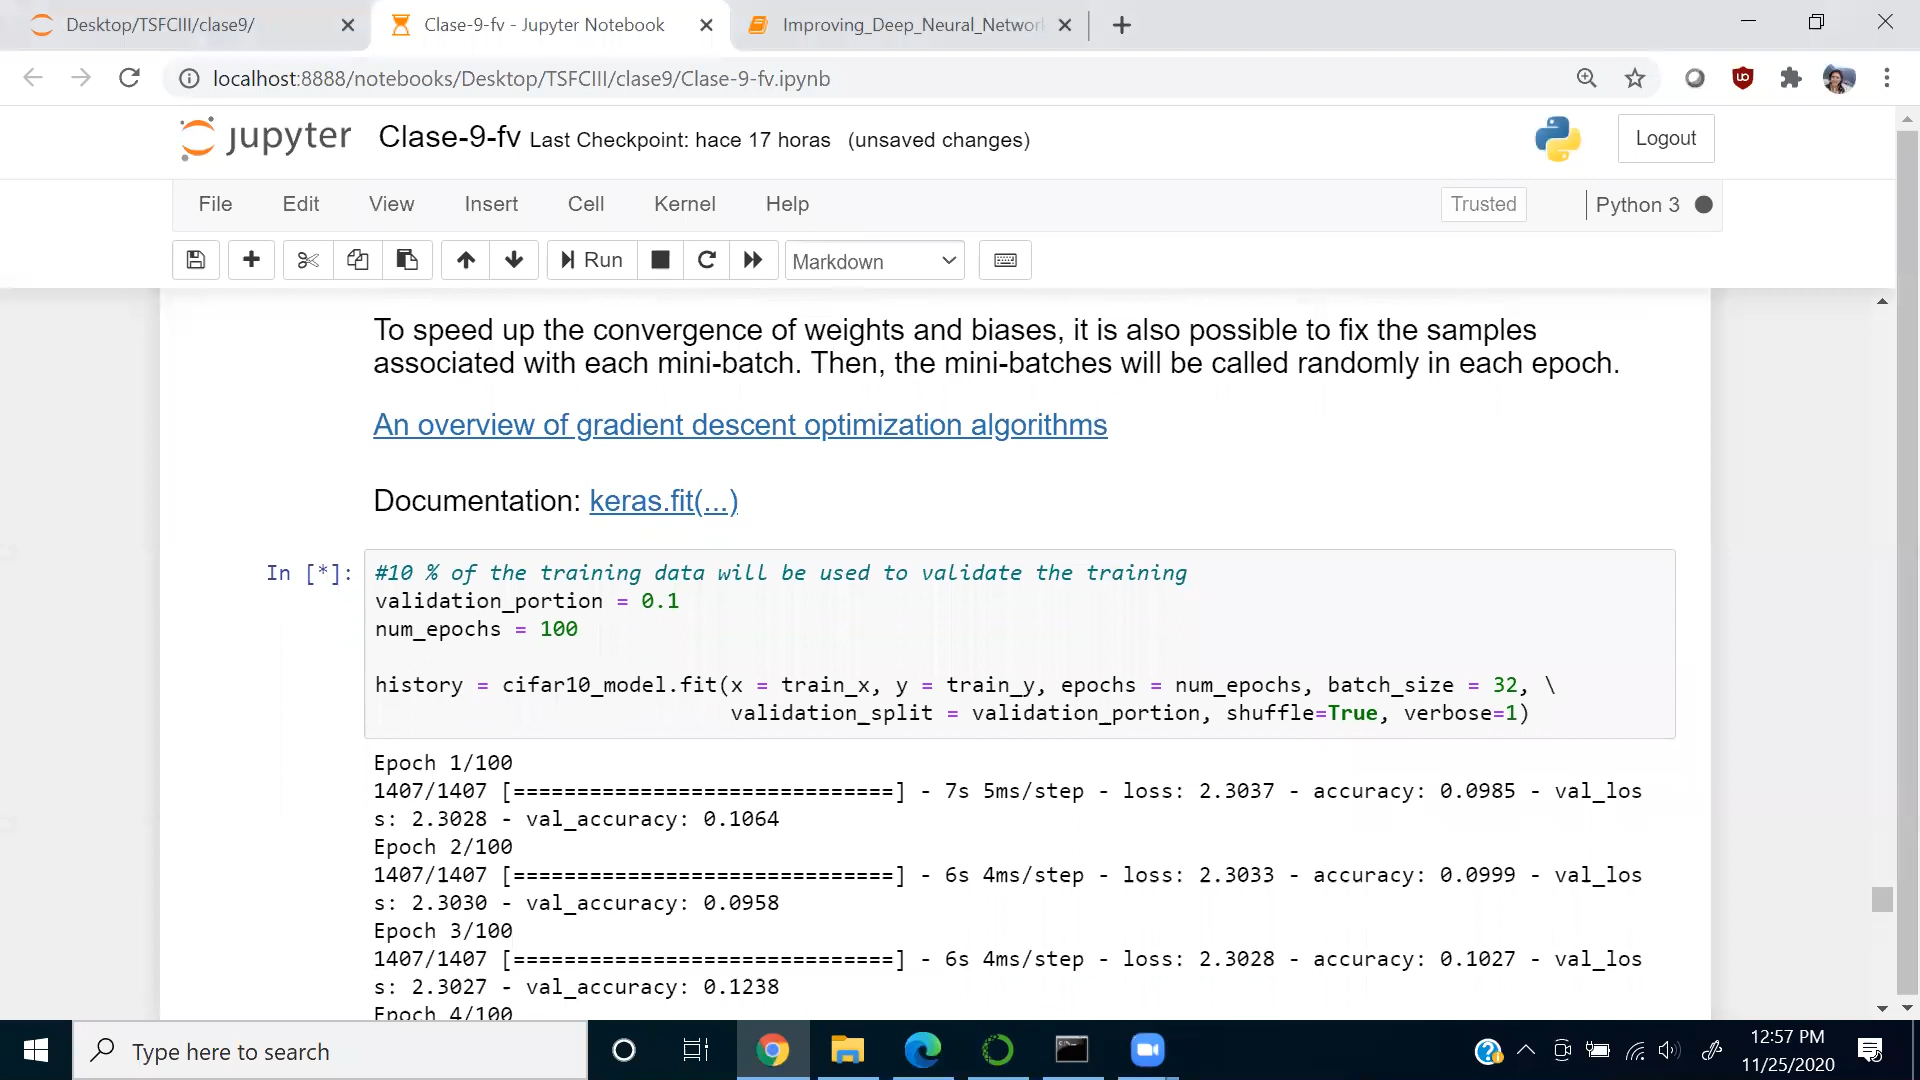 Desktop/TSFCIII/clase9/
Clase-9-fv - Jupyter Notebook
Improving_Deep_Neural_Network
localhost:8888/notebooks/Desktop/TSFCIII/clase9/Clase-9-fv.ipynb
jupyter Clase-9-fv Last Checkpoint: hace 17 horas (unsaved changes)
Logout
File Edit View Insert Cell Kernel Help
Trusted
Python 3
Run
Markdown
To speed up the convergence of weights and biases, it is also possible to fix the samples
associated with each mini-batch. Then, the mini-batches will be called randomly in each epoch.
An overview of gradient descent optimization algorithms
Documentation: keras.fit(...)
In [*]: #10 % of the training data will be used to validate the training
validation_portion = 0.1
num_epochs = 100
history = cifar10_model.fit(x = train_x, y = train_y, epochs = num_epochs, batch_size = 32, \
validation_split = validation_portion, shuffle=True, verbose=1)
Epoch 1/100
1407/1407 [==============================] - 7s 5ms/step - loss: 2.3037 - accuracy: 0.0985 - val_los
s: 2.3028 - val_accuracy: 0.1064
Epoch 2/100
1407/1407 [==============================] - 6s 4ms/step - loss: 2.3033 - accuracy: 0.0999 - val_los
s: 2.3030 - val_accuracy: 0.0958
Epoch 3/100
1407/1407 [==============================] - 6s 4ms/step - loss: 2.3028 - accuracy: 0.1027 - val_los
s: 2.3027 - val_accuracy: 0.1238
Epoch 4/100
Type here to search
12:57 PM
11/25/2020